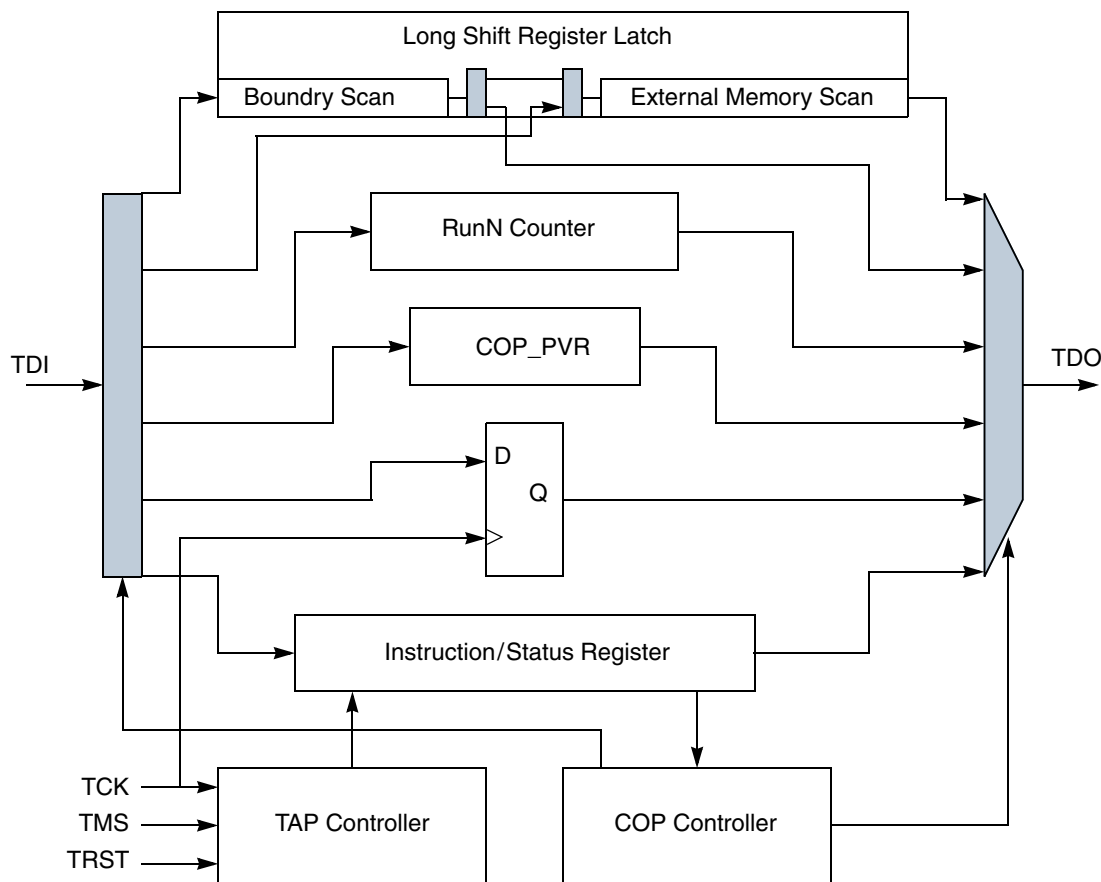 Long Shift Register Latch
Boundry Scan
External Memory Scan
RunN Counter
COP_PVR
TDI
TDO
D
Q
Instruction/Status Register
TCK
TMS
TRST
TAP Controller
COP Controller